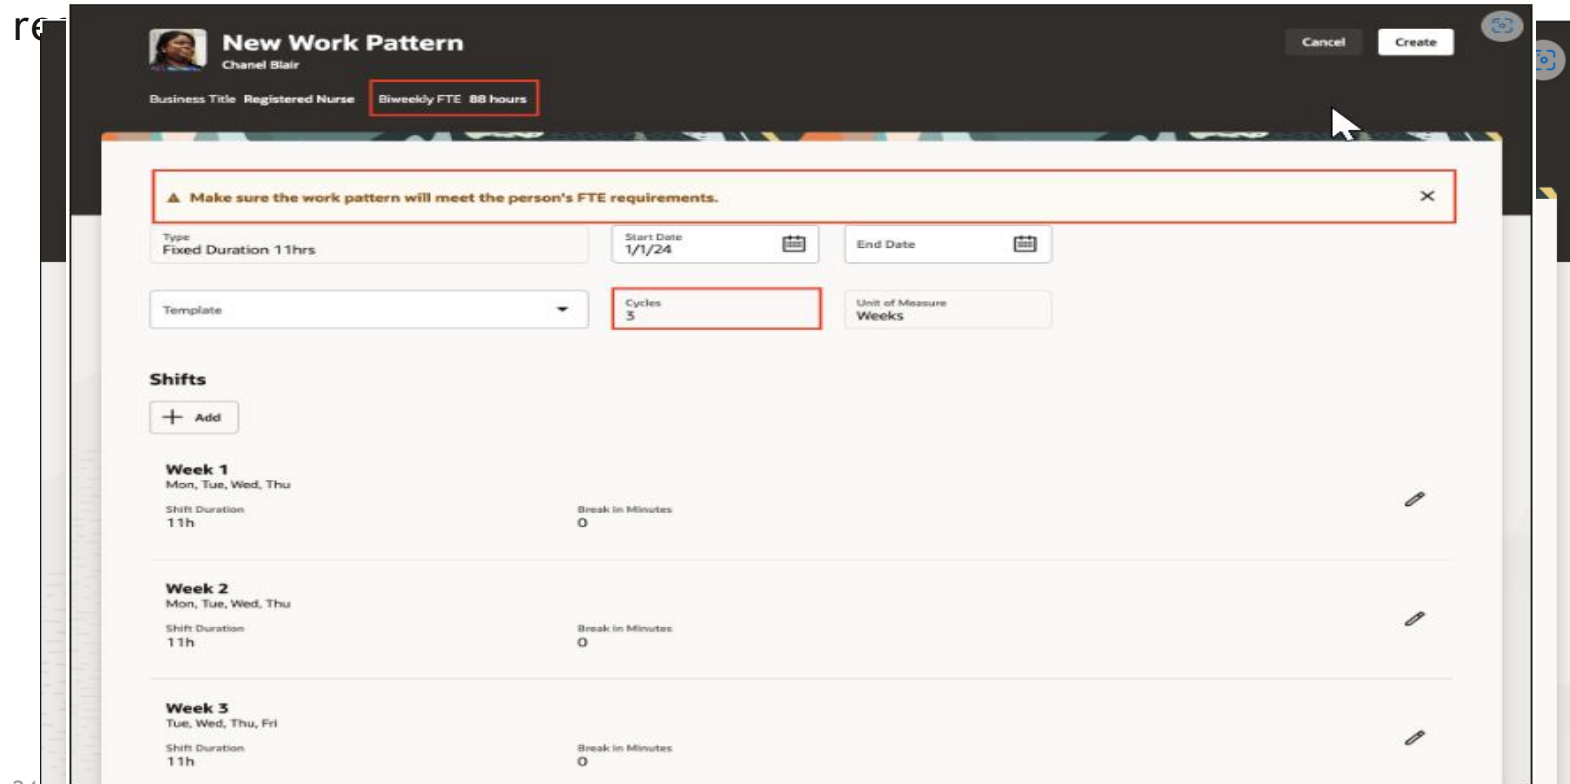 New Work Pattern
Chanel Blair
Cancel
Create
Business Title Registered Nurse
Biweekly FTE 88 hours
Make sure the work pattern will meet the person's FTE requirements.
Type
Fixed Duration 11hrs
Start Date
1/1/24
End Date
Template
Cycles
3
Unit of Measure
Weeks
Shifts
+ Add
Week 1
Mon, Tue, Wed, Thu
Shift Duration
11h
Break in Minutes
0
Week 2
Mon, Tue, Wed, Thu
Shift Duration
11h
Break in Minutes
0
Week 3
Tue, Wed, Thu, Fri
Shift Duration
11h
Break in Minutes
0